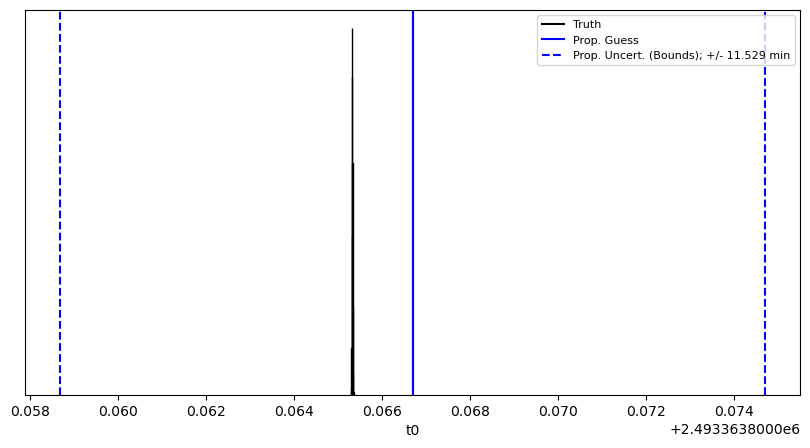 Truth
Prop. Guess
Prop. Uncert. (Bounds); +/- 11.529 min
0.058 0.060 0.062 0.064 0.066 0.068 0.070 0.072 0.074
t0
+2.4933638000e6